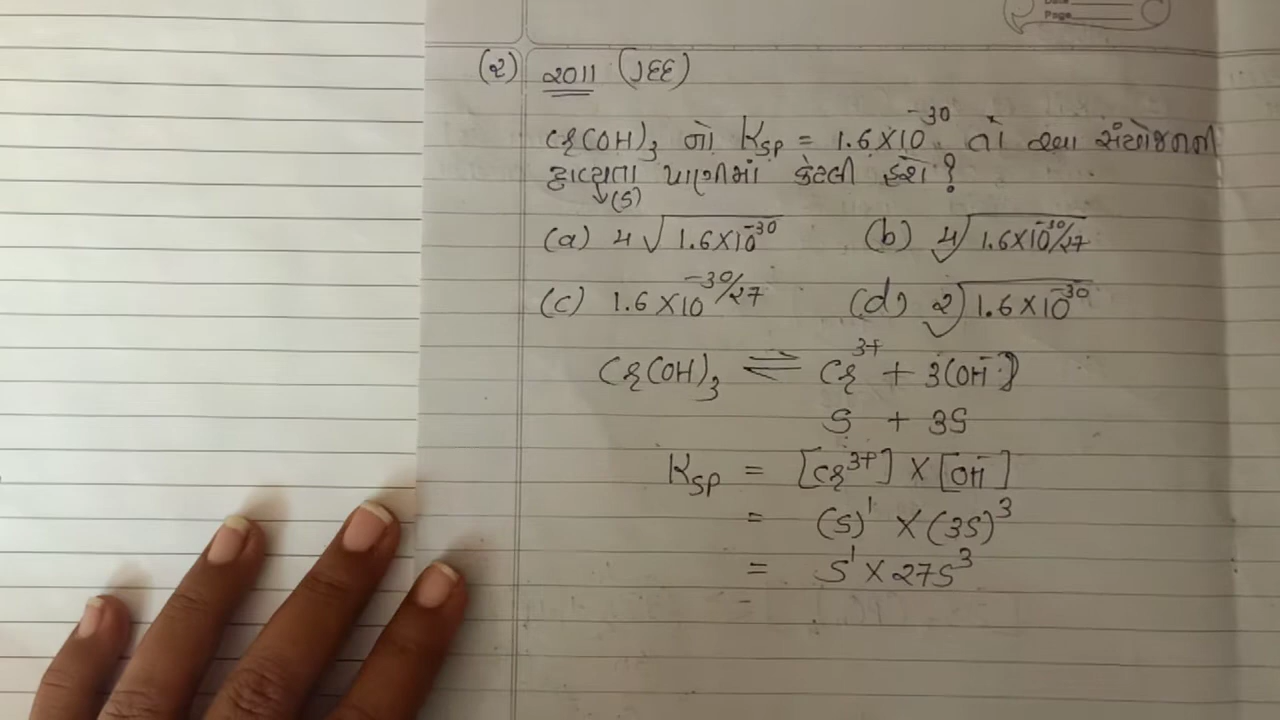 Page
(૨) 2011 (JEE)
Cr(OH)₃ નો Ksp = 1.6×10⁻³⁰ તો આ સંયોજનની
દ્રાવ્યતા પાણીમાં કેટલી હશે?
↓(S)
(a) ⁴√1.6×10⁻³⁰ (b) ⁴√1.6×10⁻³⁰/27
(c) 1.6×10⁻³⁰/27 (d) ²√1.6×10⁻³⁰
Cr(OH)₃ ⇌ Cr³⁺ + 3(OH⁻)
S + 3S
Ksp = [Cr³⁺] × [OH⁻]
= (S)¹ × (3S)³
= S¹ × 27S³